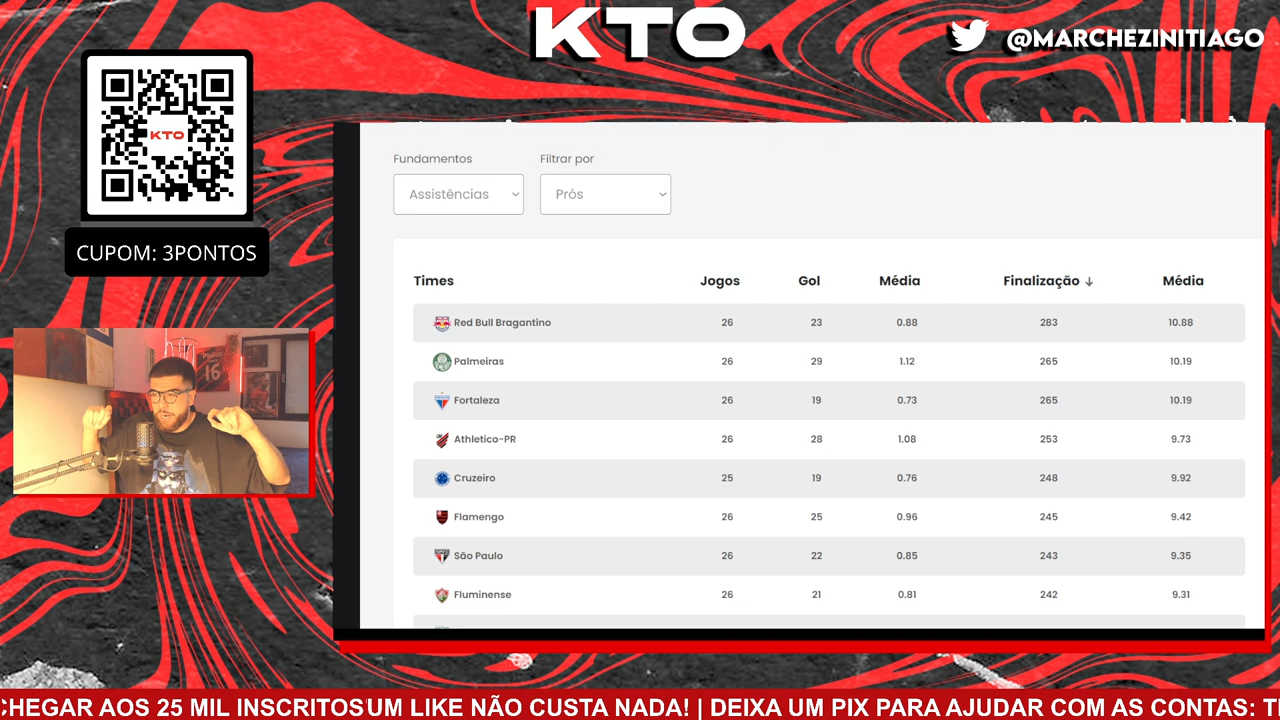 KTO
@MARCHEZINITIAGO
KTO
CUPOM: 3PONTOS
16
Fundamentos Filtrar por
Assistências Prós
Times Jogos Gol Média Finalização ↓ Média
Red Bull Bragantino 26 23 0.88 283 10.88
Palmeiras 26 29 1.12 265 10.19
Fortaleza 26 19 0.73 265 10.19
Athletico-PR 26 28 1.08 253 9.73
Cruzeiro 25 19 0.76 248 9.92
Flamengo 26 25 0.96 245 9.42
São Paulo 26 22 0.85 243 9.35
Fluminense 26 21 0.81 242 9.31
CHEGAR AOS 25 MIL INSCRITOS UM LIKE NÃO CUSTA NADA! | DEIXA UM PIX PARA AJUDAR COM AS CONTAS: T